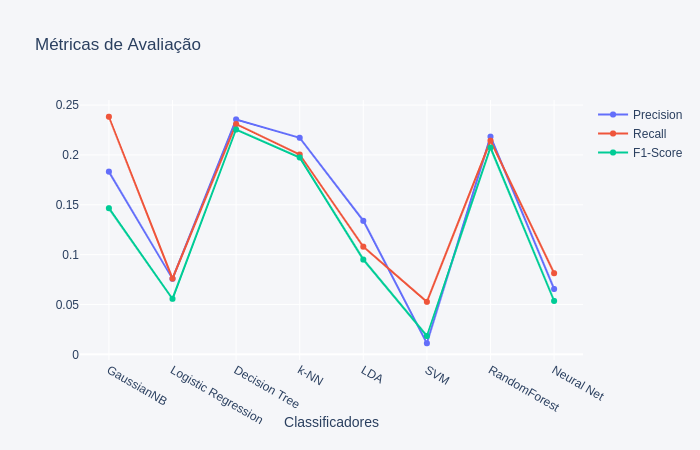 Métricas de Avaliação
0.25
0.2
0.15
0.1
0.05
0
Precision
Recall
F1-Score
GaussianNB
Logistic Regression
Decision Tree
k-NN
LDA
SVM
RandomForest
Neural Net
Classificadores